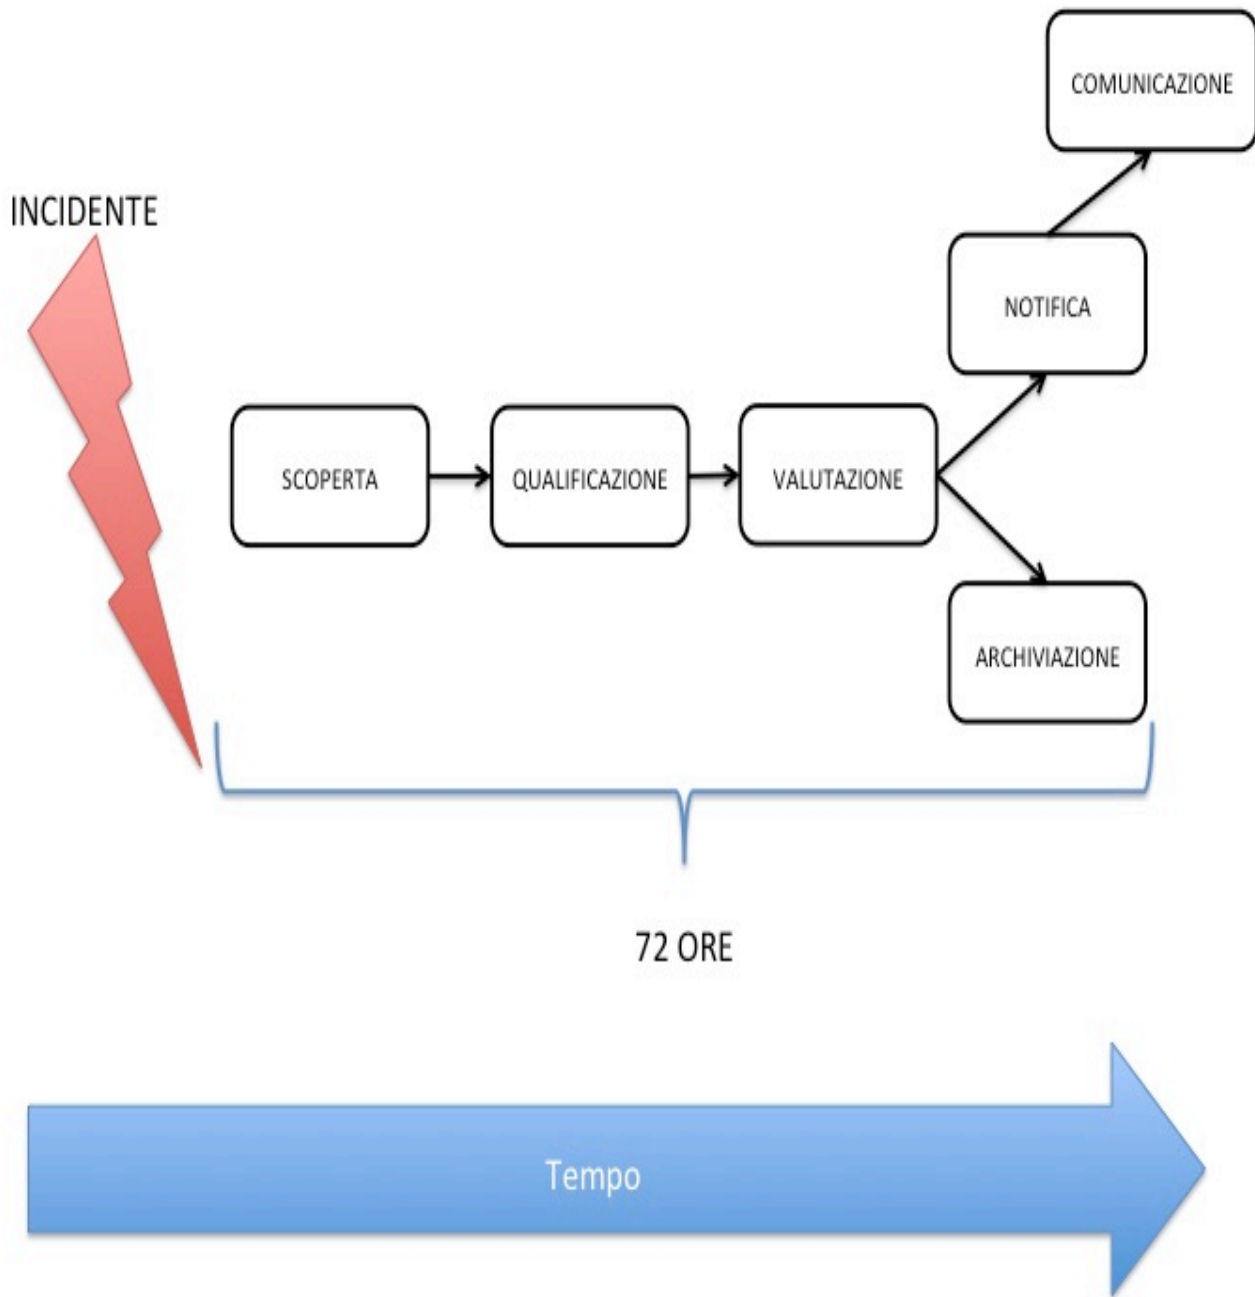 COMUNICAZIONE
INCIDENTE
NOTIFICA
SCOPERTA
QUALIFICAZIONE
VALUTAZIONE
ARCHIVIAZIONE
72 ORE
Tempo